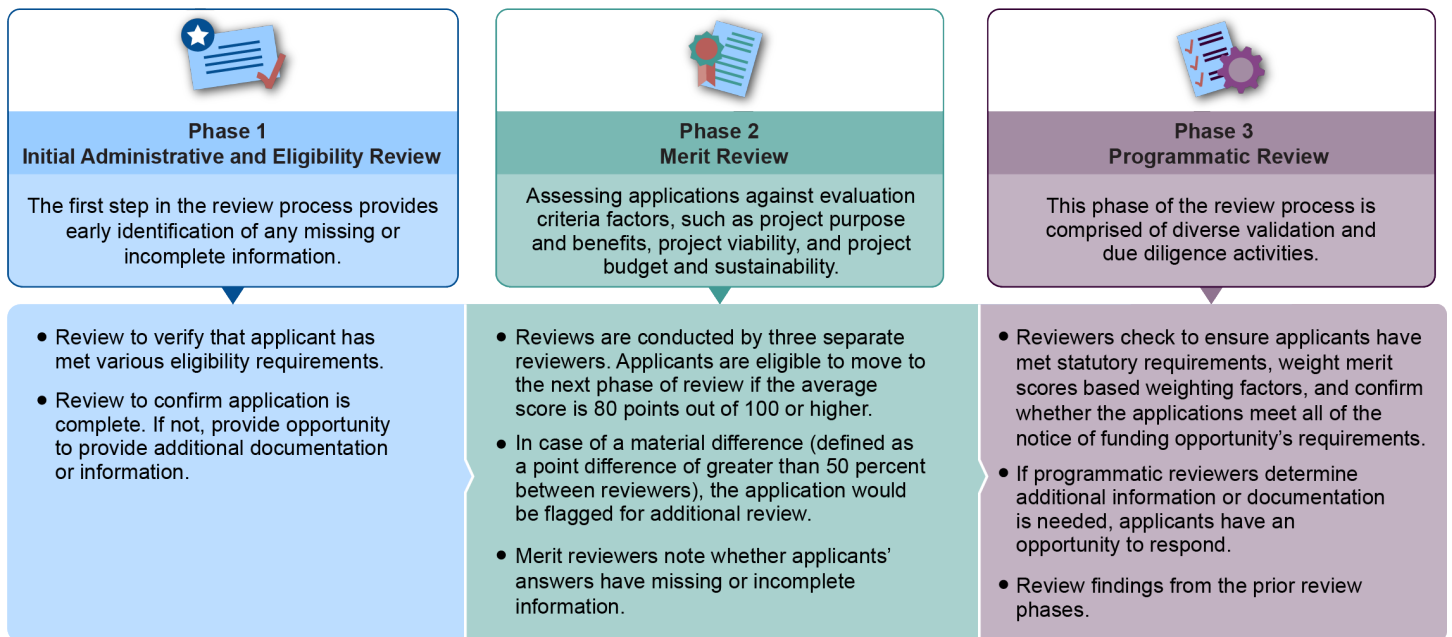 Phase 1
Initial Administrative and Eligibility Review
The first step in the review process provides
early identification of any missing or
incomplete information.
● Review to verify that applicant has
met various eligibility requirements.
● Review to confirm application is
complete. If not, provide opportunity
to provide additional documentation
or information.
Phase 2
Merit Review
Assessing applications against evaluation
criteria factors, such as project purpose
and benefits, project viability, and project
budget and sustainability.
● Reviews are conducted by three separate
reviewers. Applicants are eligible to move to
the next phase of review if the average
score is 80 points out of 100 or higher.
● In case of a material difference (defined as
a point difference of greater than 50 percent
between reviewers), the application would
be flagged for additional review.
● Merit reviewers note whether applicants’
answers have missing or incomplete
information.
Phase 3
Programmatic Review
This phase of the review process is
comprised of diverse validation and
due diligence activities.
● Reviewers check to ensure applicants have
met statutory requirements, weight merit
scores based weighting factors, and confirm
whether the applications meet all of the
notice of funding opportunity’s requirements.
● If programmatic reviewers determine
additional information or documentation
is needed, applicants have an
opportunity to respond.
● Review findings from the prior review
phases.